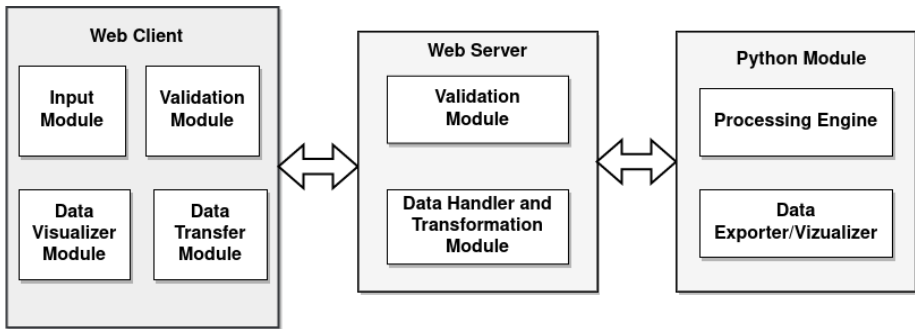 Web Client
Input
Module
Validation
Module
Data
Visualizer
Module
Data
Transfer
Module
Web Server
Validation
Module
Data Handler and
Transformation
Module
Python Module
Processing Engine
Data
Exporter/Vizualizer